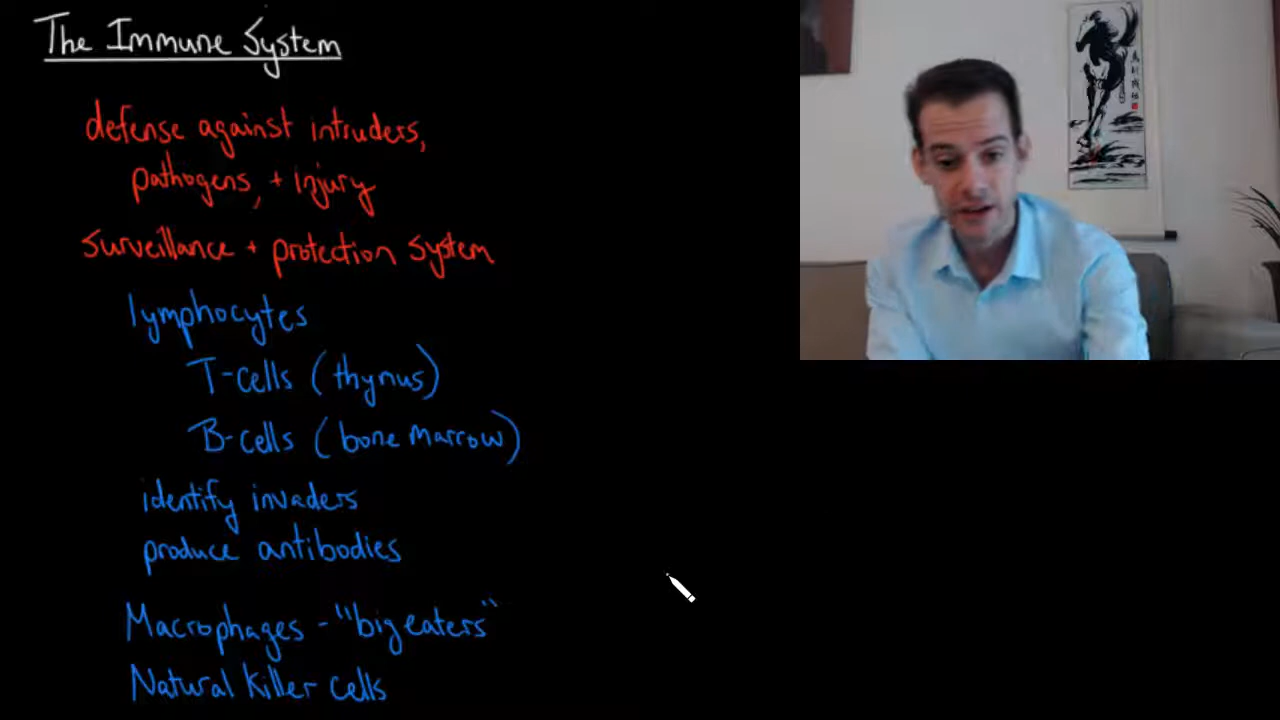 The Immune System
defense against intruders,
pathogens, + injury
surveillance + protection system
lymphocytes
T-cells (thymus)
B-cells (bone marrow)
identify invaders
produce antibodies
Macrophages - "big eaters"
Natural Killer cells